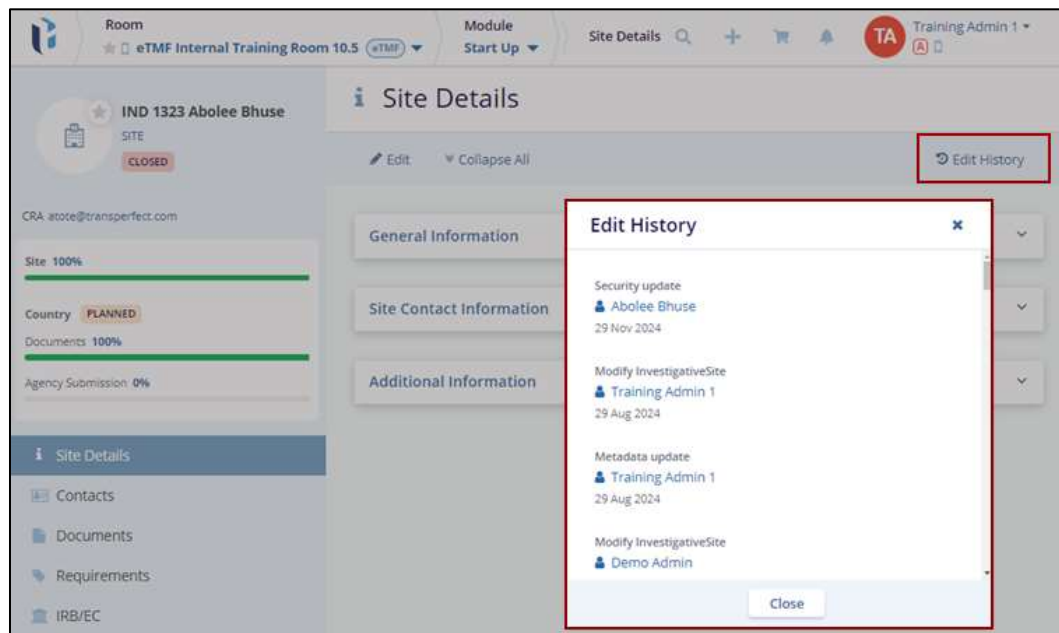 Room
eTMF Internal Training Room 10.5 eTMF
Module
Start Up
Site Details
TA
Training Admin 1
A
IND 1323 Abolee Bhuse
SITE
CLOSED
CRA atote@transperfect.com
Site 100%
Country PLANNED
Documents 100%
Agency Submission 0%
Site Details
Contacts
Documents
Requirements
IRB/EC
Site Details
Edit
Collapse All
Edit History
General Information
Site Contact Information
Additional Information
Edit History
Security update
Abolee Bhuse
29 Nov 2024
Modify InvestigativeSite
Training Admin 1
29 Aug 2024
Metadata update
Training Admin 1
29 Aug 2024
Modify InvestigativeSite
Demo Admin
Close